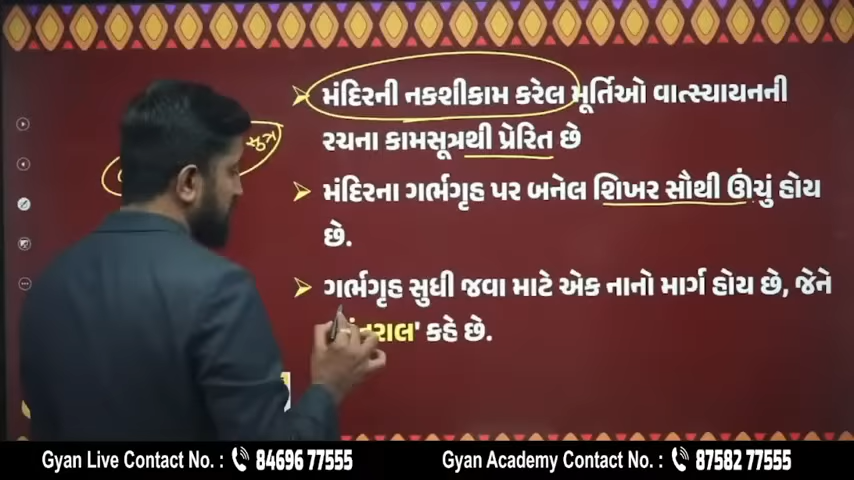 મંદિરની નકશીકામ કરેલ મૂર્તિઓ વાત્સ્યાયનની
રચના કામસૂત્રથી પ્રેરિત છે
સુત્ર
મંદિરના ગર્ભગૃહ પર બનેલ શિખર સૌથી ઊંચું હોય
છે.
ગર્ભગૃહ સુધી જવા માટે એક નાનો માર્ગ હોય છે, જેને
કહે છે.
Gyan Live Contact No. : 84696 77555
Gyan Academy Contact No. : 87582 77555